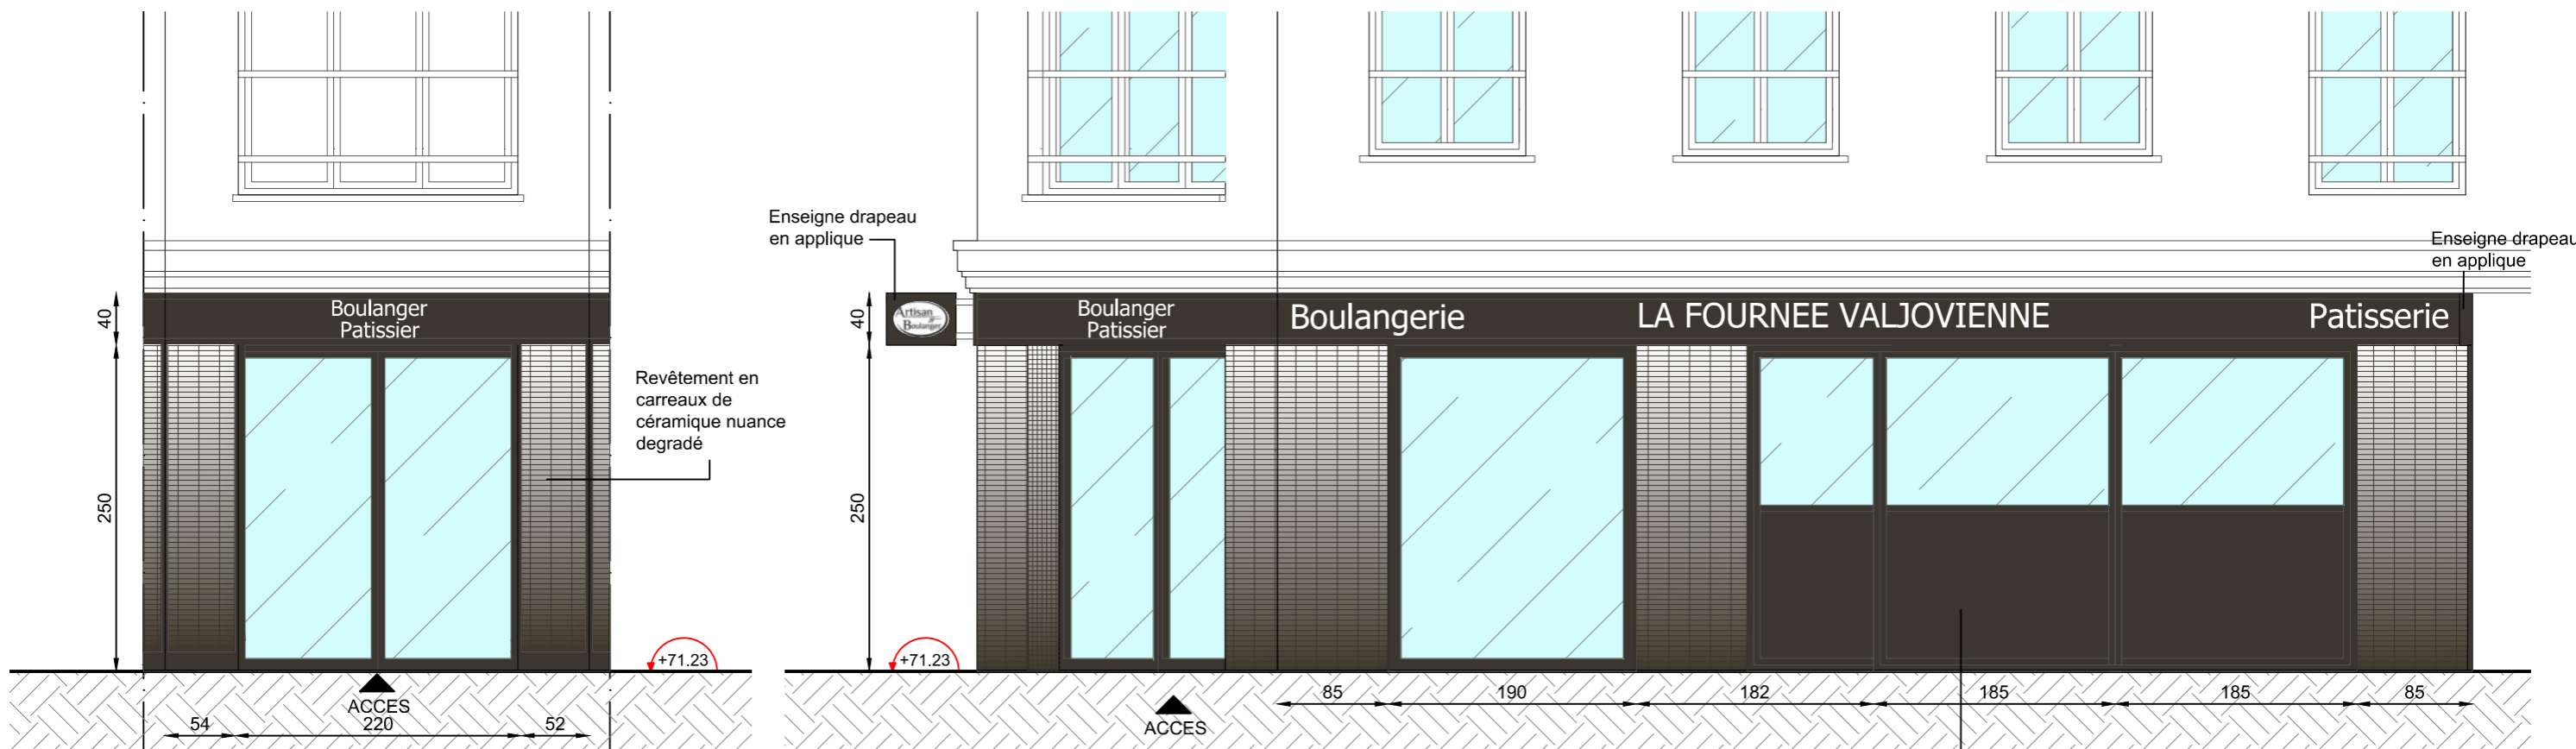 Boulanger
Patissier
40
250
Revêtement en
carreaux de
céramique nuance
degradé
+71.23
ACCES
54
220
52
Enseigne drapeau
en applique
Enseigne drapeau
en applique
40
Artisan
Boulanger
Boulanger
Patissier
Boulangerie
LA FOURNEE VALJOVIENNE
Patisserie
250
+71.23
ACCES
85
190
182
185
185
85